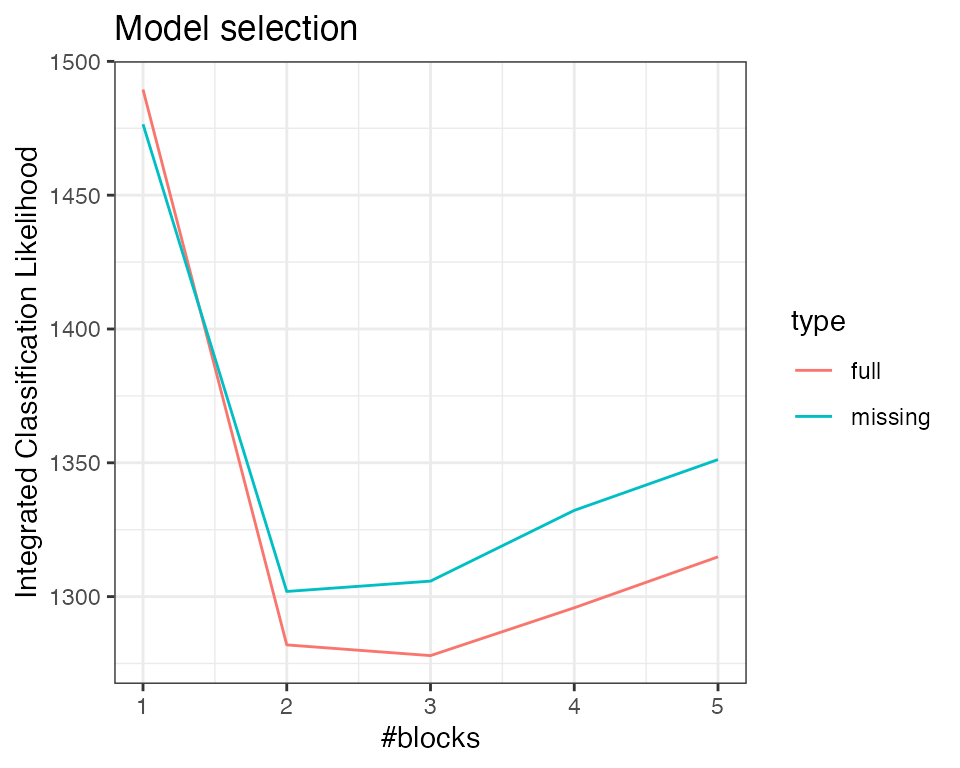 Model selection
Integrated Classification Likelihood
1500
1450
1400
1350
1300
1 2 3 4 5
#blocks
type
full
missing